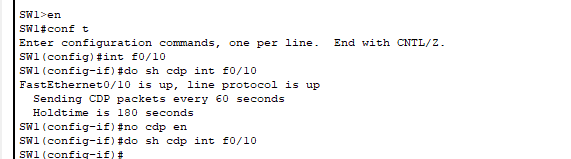 SW1>en
SW1#conf t
Enter configuration commands, one per line.  End with CNTL/Z.
SW1(config)#int f0/10
SW1(config-if)#do sh cdp int f0/10
FastEthernet0/10 is up, line protocol is up
  Sending CDP packets every 60 seconds
  Holdtime is 180 seconds
SW1(config-if)#no cdp en
SW1(config-if)#do sh cdp int f0/10
SW1(config-if)#